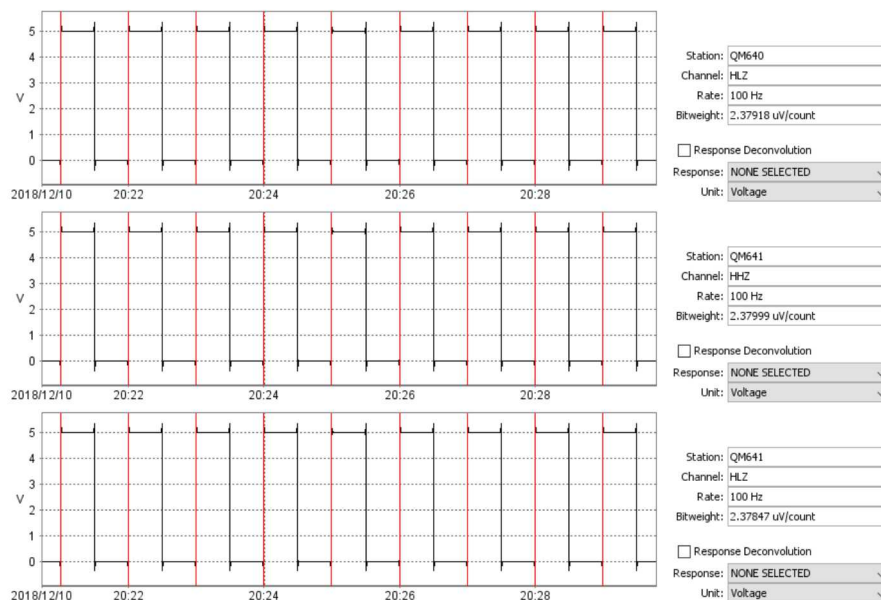 5
4
3
V
2
1
0
2018/12/10 20:22 20:24 20:26 20:28
Station: QM640
Channel: HLZ
Rate: 100 Hz
Bitweight: 2.37918 uV/count
Response Deconvolution
Response: NONE SELECTED
Unit: Voltage
5
4
3
V
2
1
0
2018/12/10 20:22 20:24 20:26 20:28
Station: QM641
Channel: HHZ
Rate: 100 Hz
Bitweight: 2.37999 uV/count
Response Deconvolution
Response: NONE SELECTED
Unit: Voltage
5
4
3
V
2
1
0
2018/12/10 20:22 20:24 20:26 20:28
Station: QM641
Channel: HLZ
Rate: 100 Hz
Bitweight: 2.37847 uV/count
Response Deconvolution
Response: NONE SELECTED
Unit: Voltage